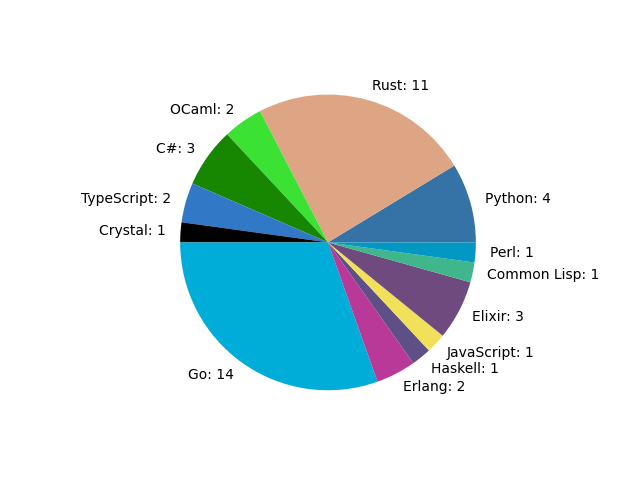 Rust: 11
OCaml: 2
C#: 3
Python: 4
TypeScript: 2
Crystal: 1
Perl: 1
Common Lisp: 1
Elixir: 3
JavaScript: 1
Haskell: 1
Go: 14
Erlang: 2